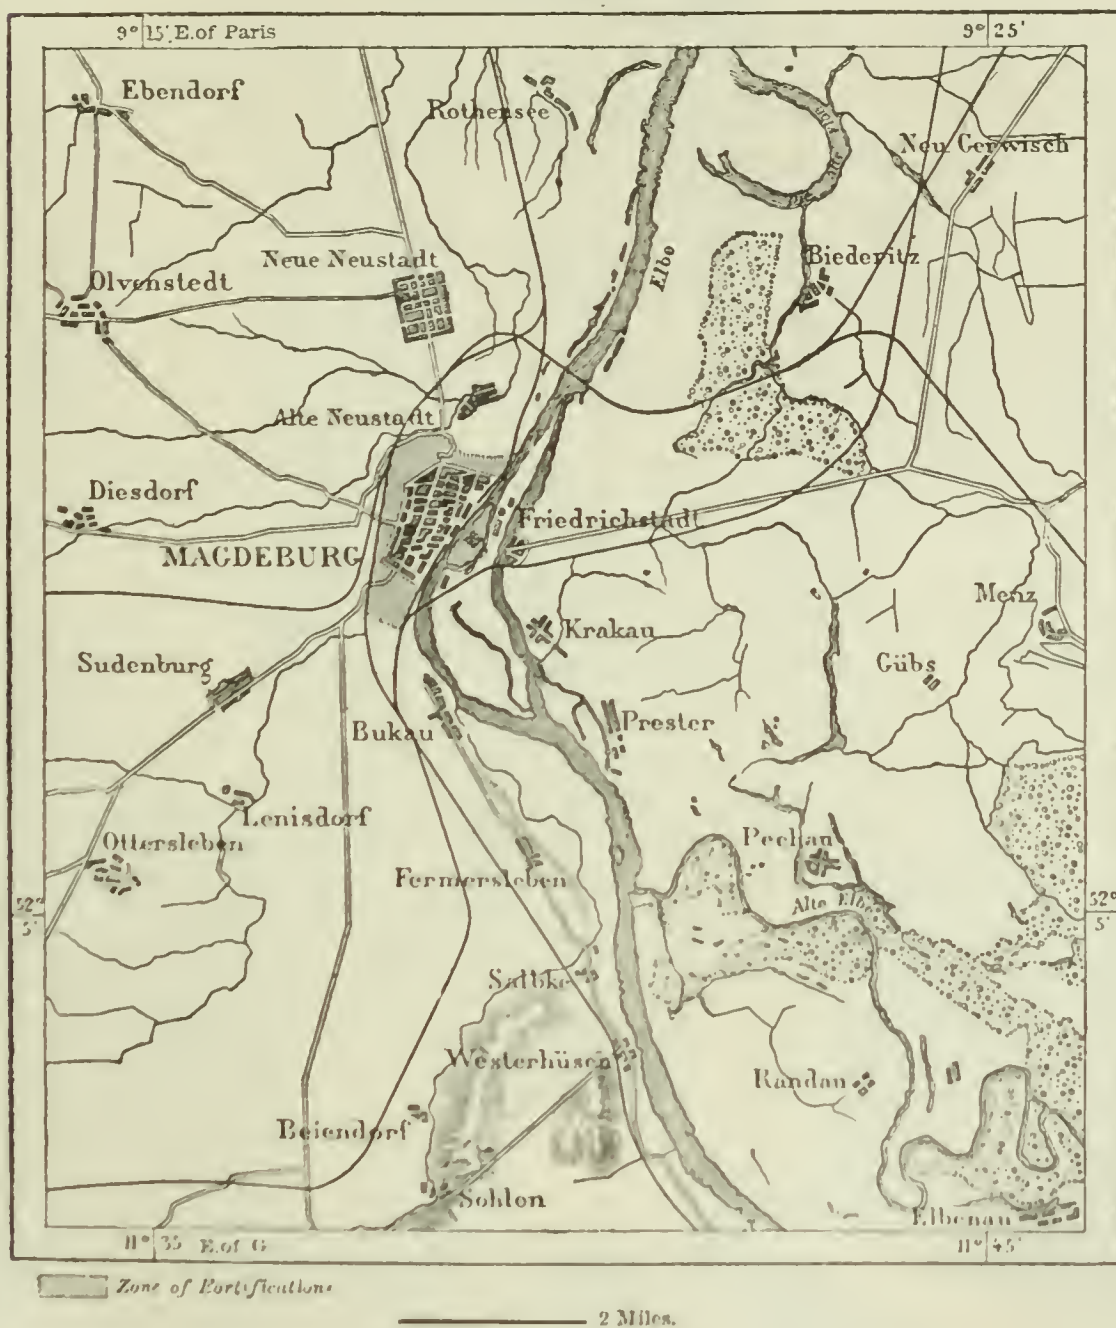 9° 15' E. of Paris
9° 25'
Ebendorf
Rothensee
Alte Elbe
Neu Gerwisch
Elbe
Neue Neustadt
Biederitz
Olvenstedt
Alte Neustadt
Diesdorf
Friedrichstadt
MAGDEBURG
Menz
Krakau
Sudenburg
Gübs
Bukau
Prester
Lenisdorf
Ottersleben
Pechau
Fermersleben
Alte Elbe
52°
5'
52°
5'
Salbke
Westerhüsen
Randau
Beiendorf
Sohlen
Elbenau
11° 35 E. of G
11° 45'
Zone of Fortifications
2 Miles.